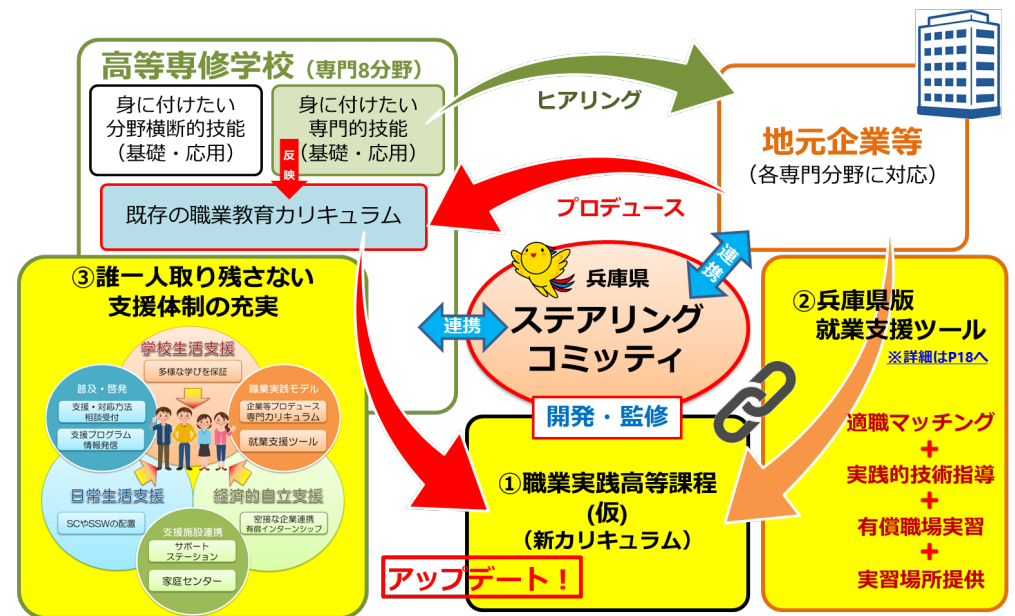 高等専修学校（専門8分野）
身に付けたい
分野横断的技能
（基礎・応用）
身に付けたい
専門的技能
（基礎・応用）
反映
既存の職業教育カリキュラム
ヒアリング
地元企業等
（各専門分野に対応）
プロデュース
兵庫県
ステアリング
コミッティ
連携
連携
開発・監修
③誰一人取り残さない
支援体制の充実
学校生活支援
多様な学びを保証
普及・啓発
支援・対応方法
相談受付
支援プログラム
情報発信
職業実践モデル
企業等プロデュース
専門カリキュラム
就業支援ツール
日常生活支援
SCやSSWの配置
経済的自立支援
密接な企業連携
有償インターンシップ
支援施設連携
サポート
ステーション
家庭センター
①職業実践高等課程
(仮)
（新カリキュラム）
アップデート！
②兵庫県版
就業支援ツール
※詳細はP18へ
適職マッチング
+
実践的技術指導
+
有償職場実習
+
実習場所提供